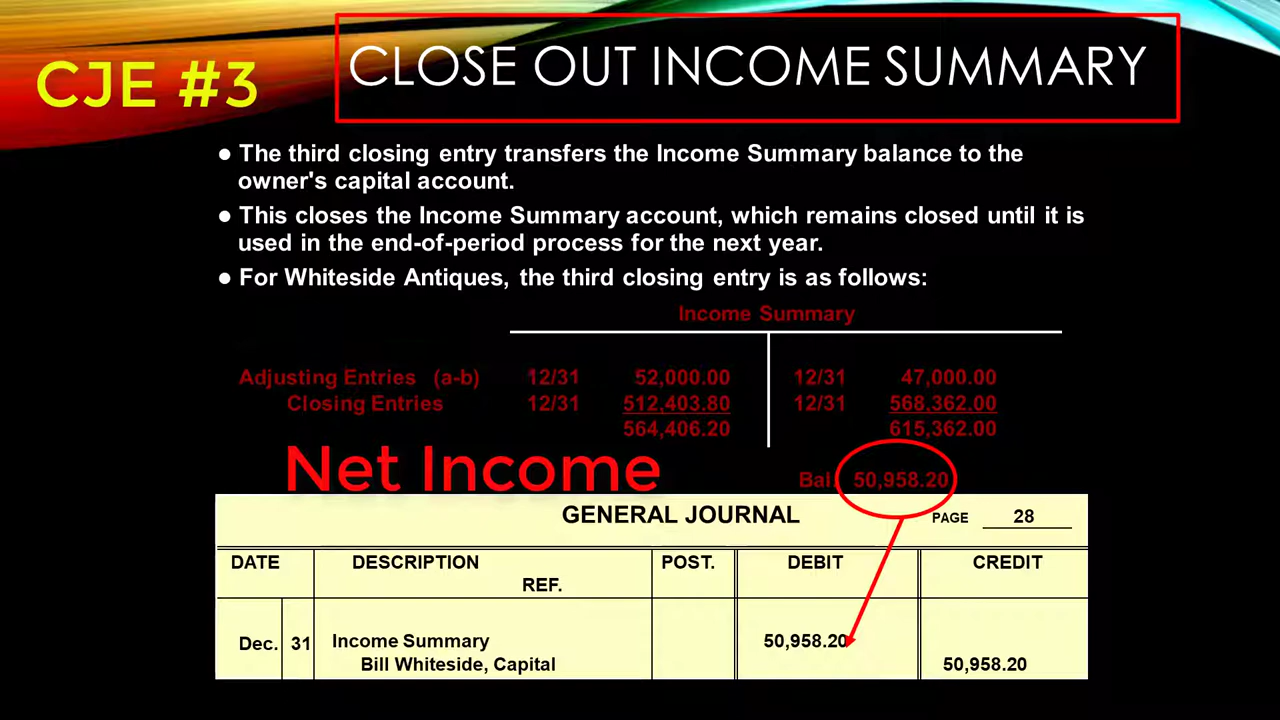 CJE #3
CLOSE OUT INCOME SUMMARY
● The third closing entry transfers the Income Summary balance to the
owner's capital account.
● This closes the Income Summary account, which remains closed until it is
used in the end-of-period process for the next year.
● For Whiteside Antiques, the third closing entry is as follows:
Income Summary
Adjusting Entries (a-b) 12/31 52,000.00 12/31 47,000.00
Closing Entries 12/31 512,403.80 12/31 568,362.00
564,406.20 615,362.00
Net Income
Bal. 50,958.20
GENERAL JOURNAL PAGE 28
DATE DESCRIPTION POST. DEBIT CREDIT
REF.
Dec. 31 Income Summary 50,958.20
Bill Whiteside, Capital 50,958.20